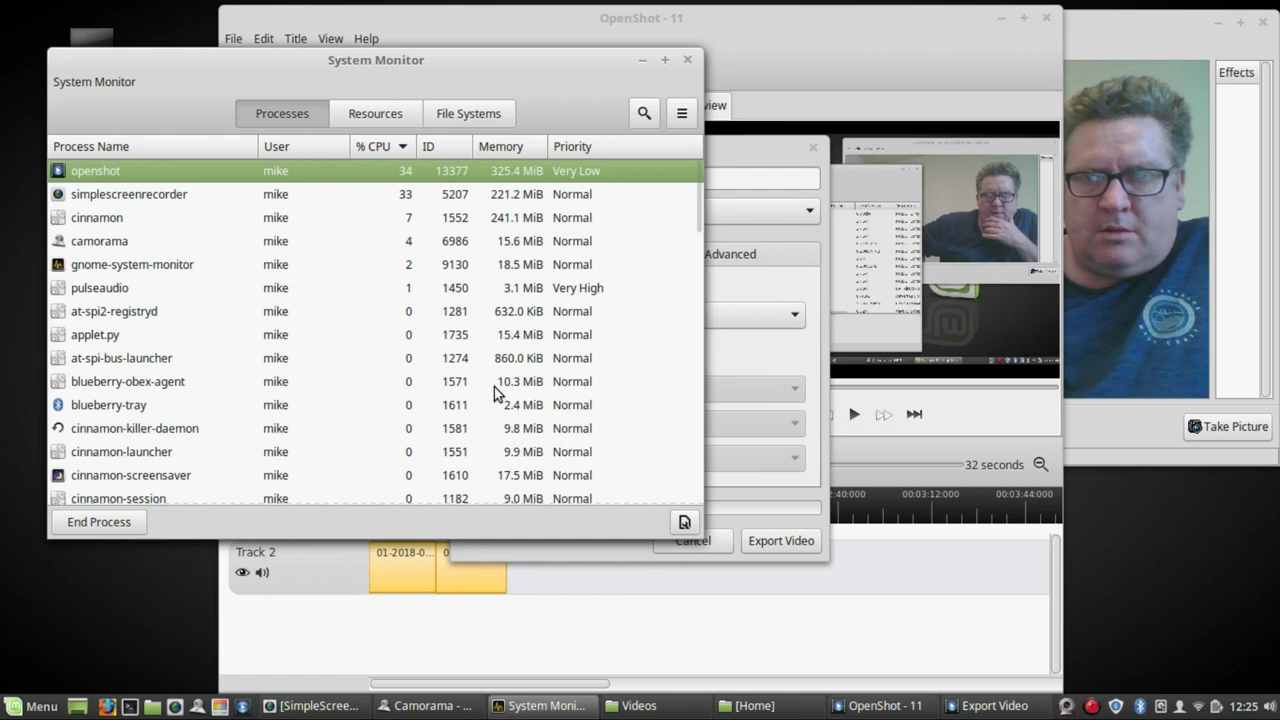 OpenShot - 11
File Edit Title View Help
System Monitor
System Monitor
Processes Resources File Systems
Process Name User % CPU ID Memory Priority
openshot mike 34 13377 325.4 MiB Very Low
simplescreenrecorder mike 33 5207 221.2 MiB Normal
cinnamon mike 7 1552 241.1 MiB Normal
camorama mike 4 6986 15.6 MiB Normal
gnome-system-monitor mike 2 9130 18.5 MiB Normal
pulseaudio mike 1 1450 3.1 MiB Very High
at-spi2-registryd mike 0 1281 632.0 KiB Normal
applet.py mike 0 1735 15.4 MiB Normal
at-spi-bus-launcher mike 0 1274 860.0 KiB Normal
blueberry-obex-agent mike 0 1571 10.3 MiB Normal
blueberry-tray mike 0 1611 2.4 MiB Normal
cinnamon-killer-daemon mike 0 1581 9.8 MiB Normal
cinnamon-launcher mike 0 1551 9.9 MiB Normal
cinnamon-screensaver mike 0 1610 17.5 MiB Normal
cinnamon-session mike 0 1182 9.0 MiB Normal
End Process
view
Advanced
Effects
Take Picture
32 seconds
2:40:000 00:03:12:000 00:03:44:000
Cancel Export Video
Track 2 01-2018-0... 0
Menu [SimpleScree... Camorama - ... System Moni... Videos [Home] OpenShot - 11 Export Video 12:25